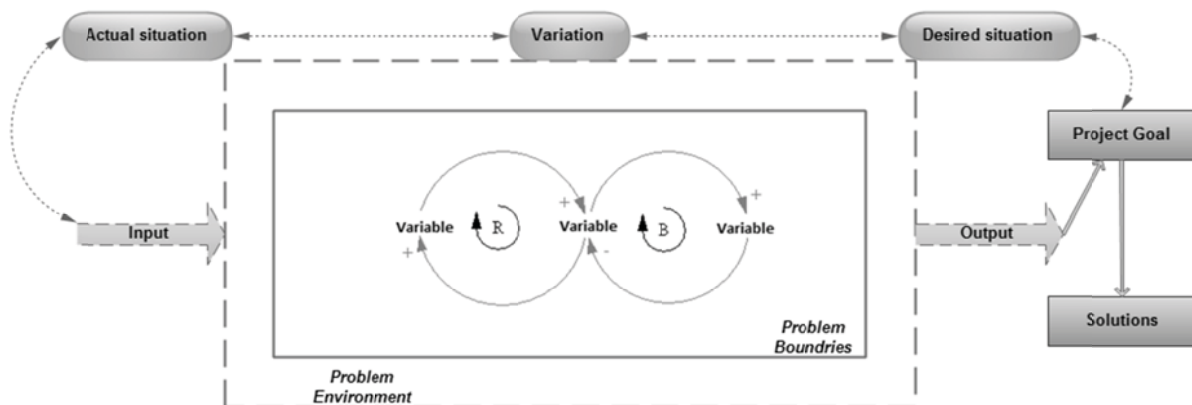 Actual situation
Variation
Desired situation
Project Goal
Input
Variable
+
+
R
Variable
+
-
B
Variable
+
Output
Solutions
Problem
Boundries
Problem
Environment